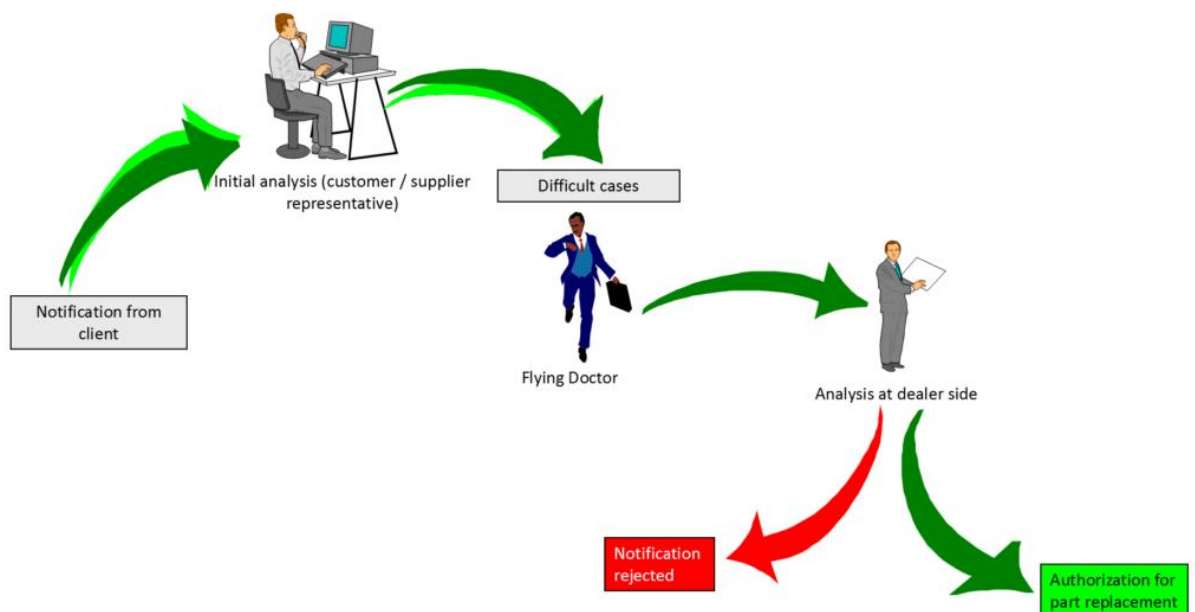 Initial analysis (customer / supplier
representative)
Difficult cases
Notification from
client
Flying Doctor
Analysis at dealer side
Notification
rejected
Authorization for
part replacement